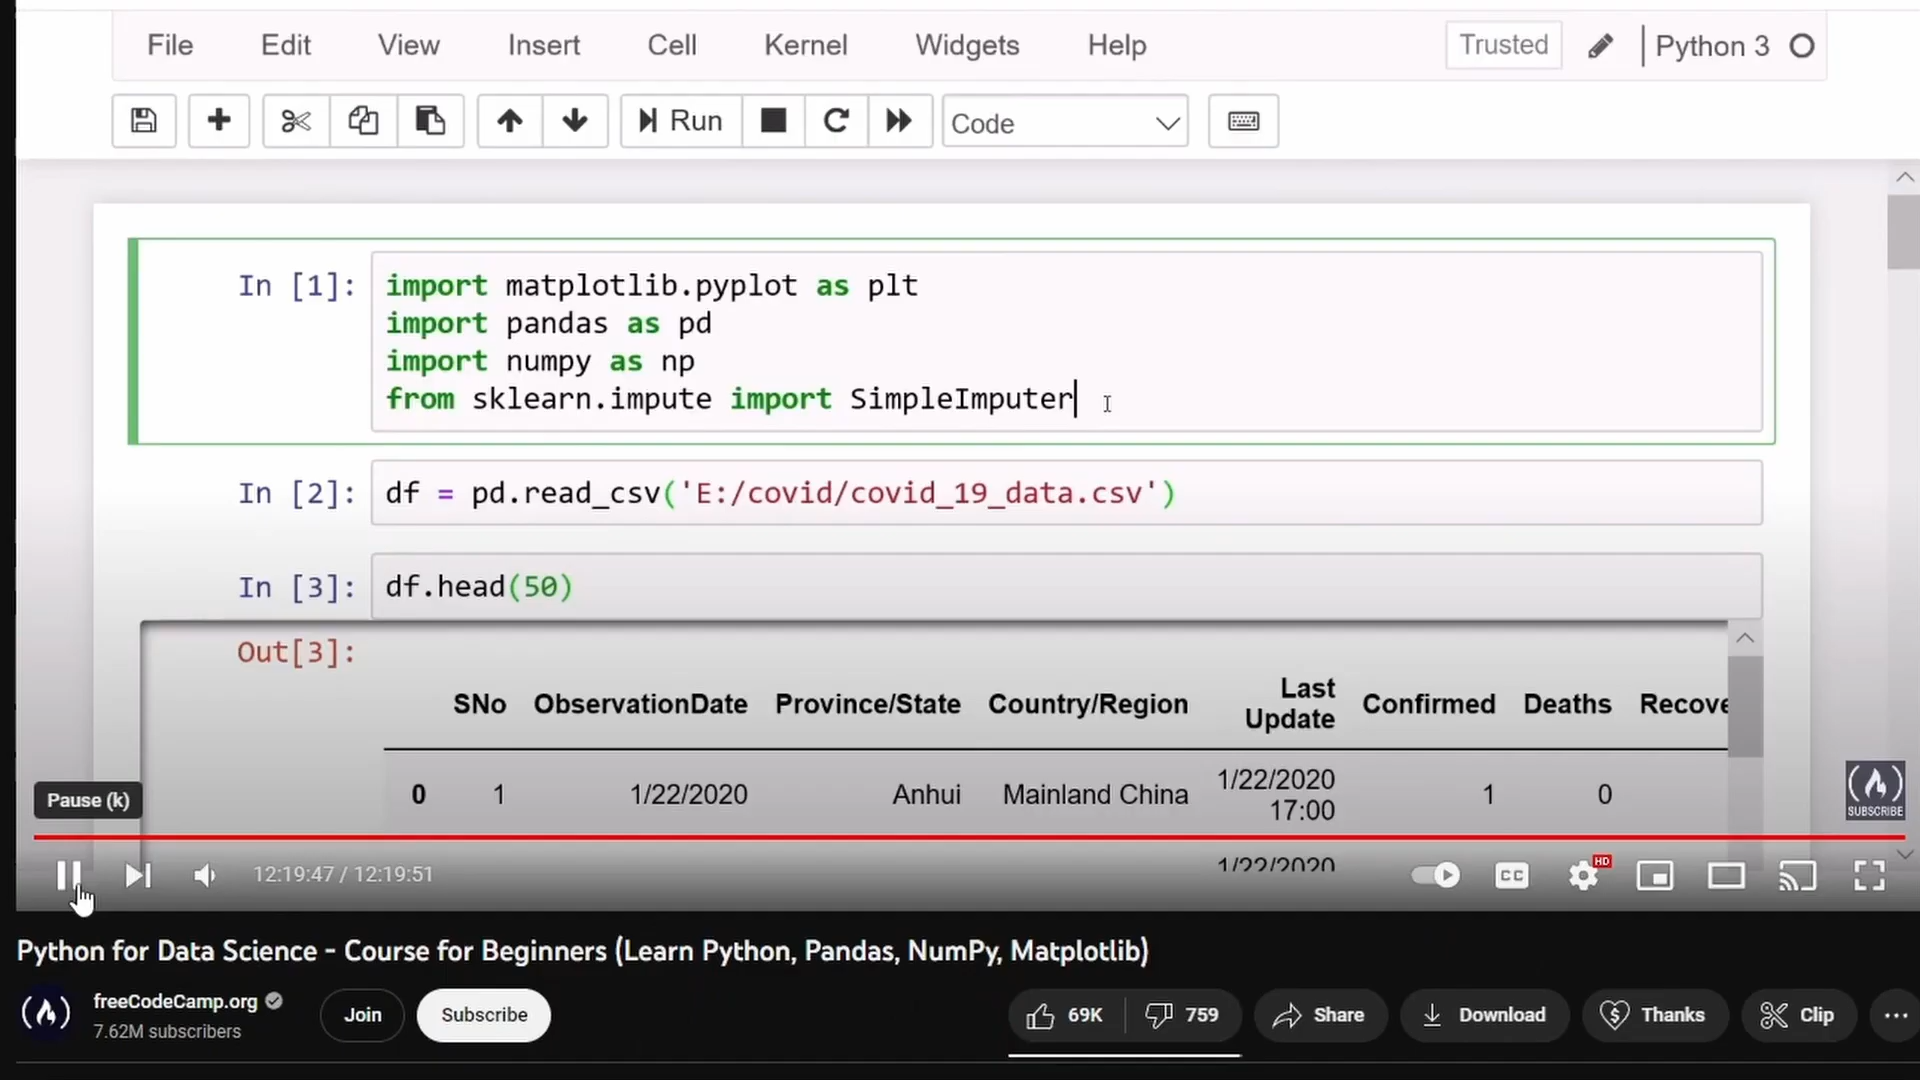 File Edit View Insert Cell Kernel Widgets Help Trusted Python 3
Run Code
In [1]: import matplotlib.pyplot as plt
import pandas as pd
import numpy as np
from sklearn.impute import SimpleImputer
In [2]: df = pd.read_csv('E:/covid/covid_19_data.csv')
In [3]: df.head(50)
Out[3]:
SNo ObservationDate Province/State Country/Region Last Update Confirmed Deaths Recove
0 1 1/22/2020 Anhui Mainland China 1/22/2020 17:00 1 0
1/22/2020
SUBSCRIBE
Pause (k)
12:19:47 / 12:19:51 CC HD
Python for Data Science - Course for Beginners (Learn Python, Pandas, NumPy, Matplotlib)
freeCodeCamp.org
7.62M subscribers
Join Subscribe 69K 759 Share Download Thanks Clip